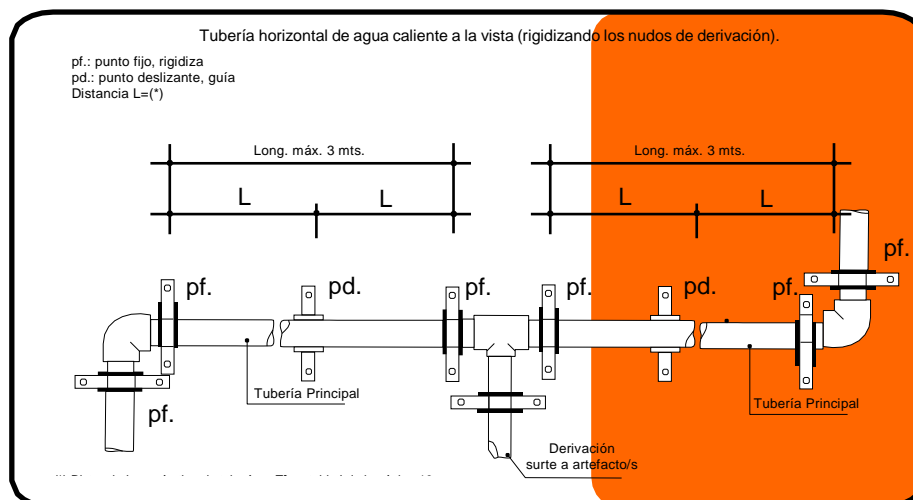 Tubería horizontal de agua caliente a la vista (rigidizando los nudos de derivación).
pf.: punto fijo, rigidiza
pd.: punto deslizante, guía
Distancia L=(*)
Long. máx. 3 mts.
Long. máx. 3 mts.
L
L
L
L
pf.
pd.
pf.
pf.
pd.
pf.
pf.
Tubería Principal
Tubería Principal
pf.
Derivación
surte a artefacto/s